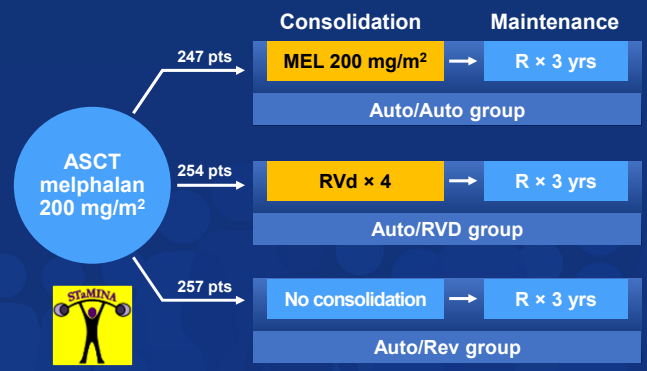 Consolidation
Maintenance
247 pts
MEL 200 mg/m²
R × 3 yrs
Auto/Auto group
ASCT
melphalan
200 mg/m²
254 pts
RVd × 4
R × 3 yrs
Auto/RVD group
257 pts
No consolidation
R × 3 yrs
Auto/Rev group
STaMINA